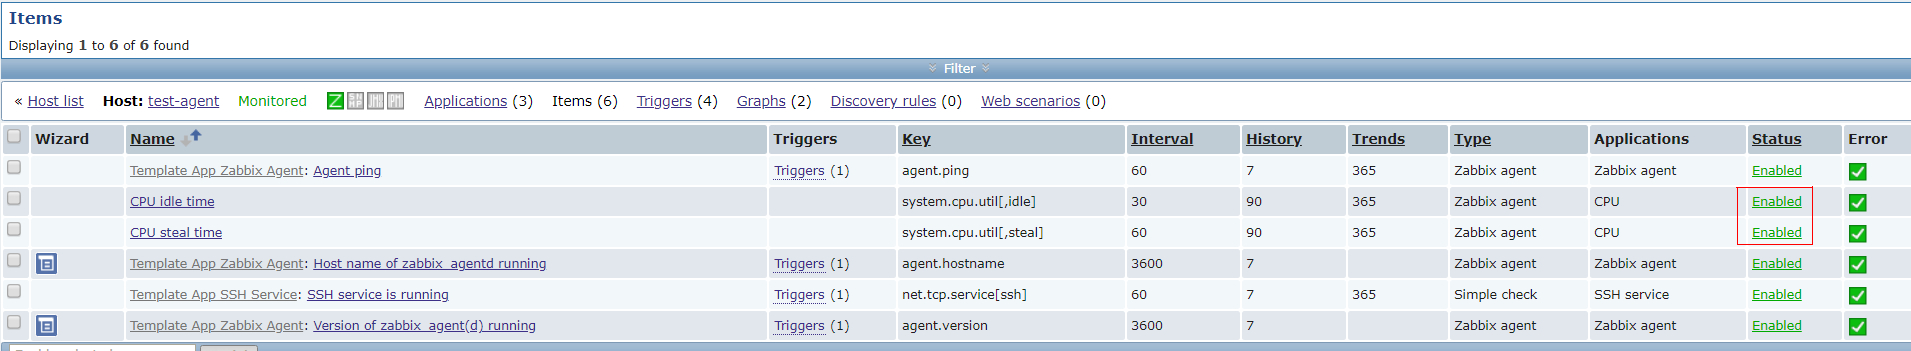 Items
Displaying 1 to 6 of 6 found
Filter
« Host list Host: test-agent Monitored Z SNMP JMX IPMI Applications (3) Items (6) Triggers (4) Graphs (2) Discovery rules (0) Web scenarios (0)
Wizard Name Triggers Key Interval History Trends Type Applications Status Error
Template App Zabbix Agent: Agent ping Triggers (1) agent.ping 60 7 365 Zabbix agent Zabbix agent Enabled
CPU idle time system.cpu.util[,idle] 30 90 365 Zabbix agent CPU Enabled
CPU steal time system.cpu.util[,steal] 60 90 365 Zabbix agent CPU Enabled
Template App Zabbix Agent: Host name of zabbix_agentd running Triggers (1) agent.hostname 3600 7 Zabbix agent Zabbix agent Enabled
Template App SSH Service: SSH service is running Triggers (1) net.tcp.service[ssh] 60 7 365 Simple check SSH service Enabled
Template App Zabbix Agent: Version of zabbix_agent(d) running Triggers (1) agent.version 3600 7 Zabbix agent Zabbix agent Enabled